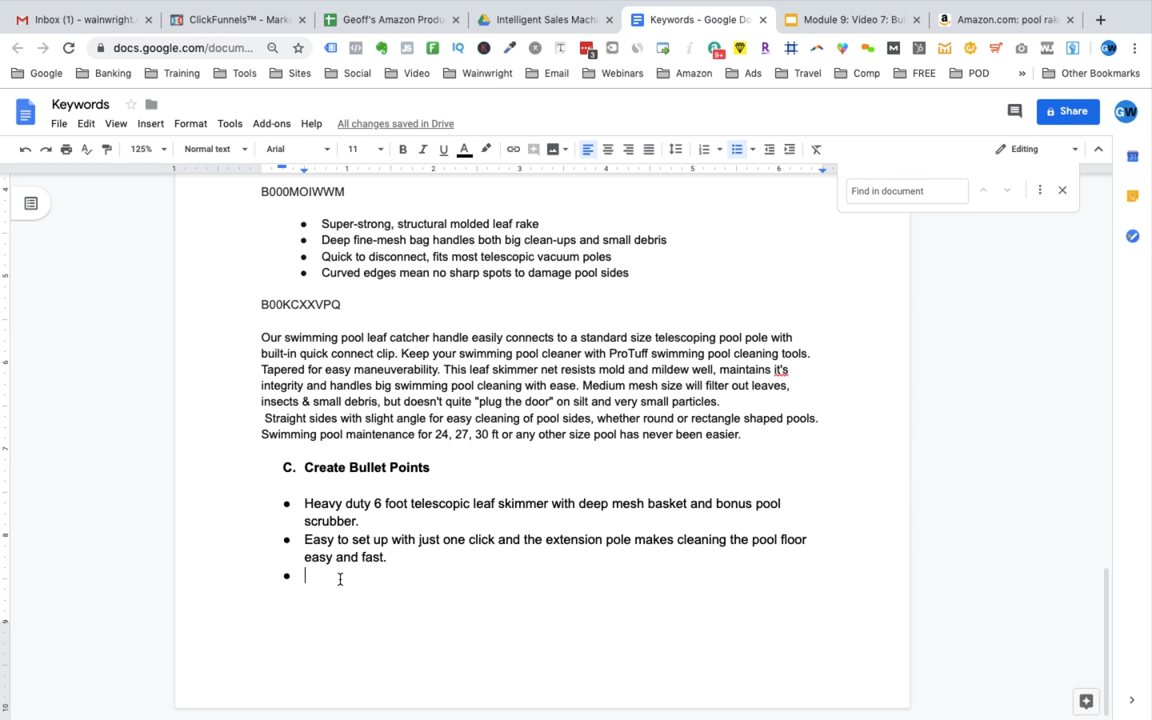 Inbox (1) - wainwright.
ClickFunnels™ - Mark
Geoff's Amazon Produ
Intelligent Sales Machi
Keywords - Google Do
Module 9: Video 7: Bu
Amazon.com: pool rak
docs.google.com/docum...
Google
Banking
Training
Tools
Sites
Social
Video
Wainwright
Email
Webinars
Amazon
Ads
Travel
Comp
FREE
POD
»
Other Bookmarks
Keywords
File Edit View Insert Format Tools Add-ons Help All changes saved in Drive
Share
GW
125% Normal text Arial 11 B I U A Editing
Find in document
B000MOIWWM
● Super-strong, structural molded leaf rake
● Deep fine-mesh bag handles both big clean-ups and small debris
● Quick to disconnect, fits most telescopic vacuum poles
● Curved edges mean no sharp spots to damage pool sides
B00KCXXVPQ
Our swimming pool leaf catcher handle easily connects to a standard size telescoping pool pole with
built-in quick connect clip. Keep your swimming pool cleaner with ProTuff swimming pool cleaning tools.
Tapered for easy maneuverability. This leaf skimmer net resists mold and mildew well, maintains it's
integrity and handles big swimming pool cleaning with ease. Medium mesh size will filter out leaves,
insects & small debris, but doesn't quite "plug the door" on silt and very small particles.
Straight sides with slight angle for easy cleaning of pool sides, whether round or rectangle shaped pools.
Swimming pool maintenance for 24, 27, 30 ft or any other size pool has never been easier.
C. Create Bullet Points
● Heavy duty 6 foot telescopic leaf skimmer with deep mesh basket and bonus pool
scrubber.
● Easy to set up with just one click and the extension pole makes cleaning the pool floor
easy and fast.
●